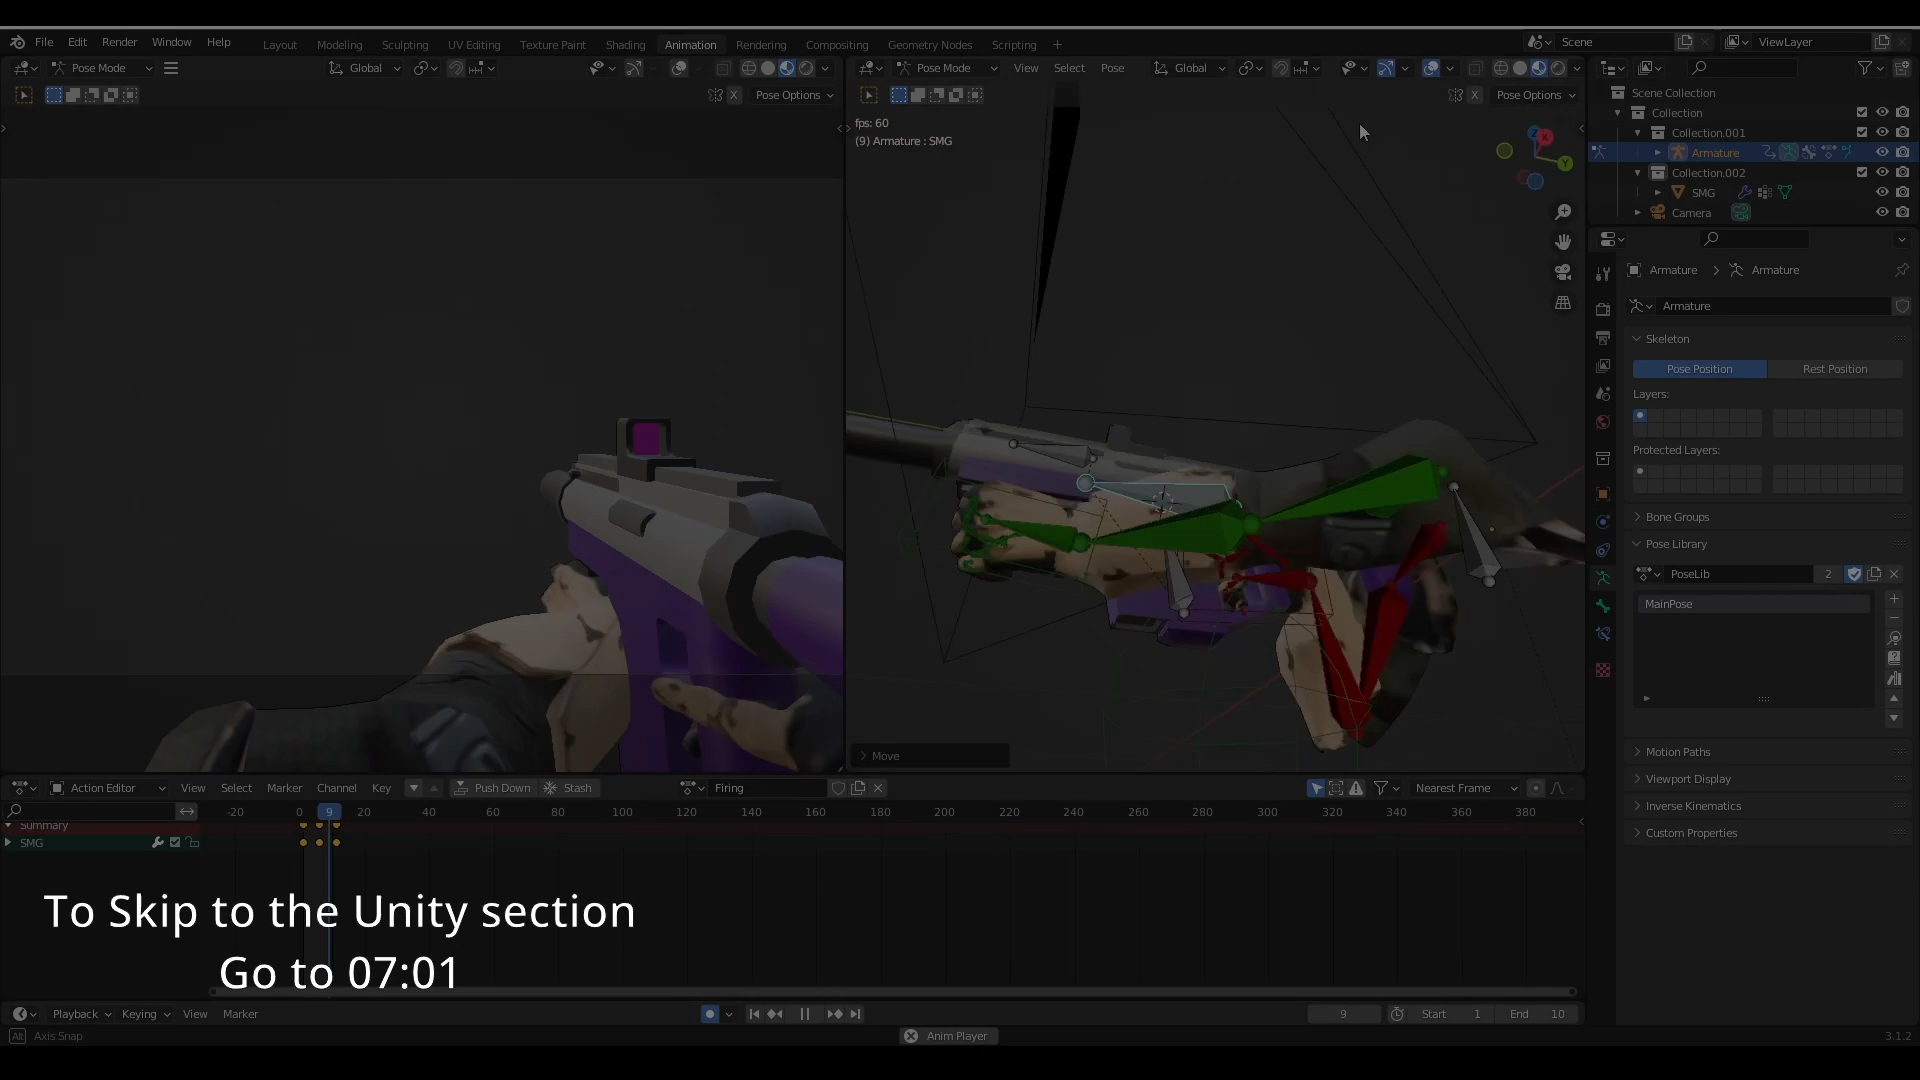 File Edit Render Window Help
Layout Modeling Sculpting UV Editing Texture Paint Shading Animation Rendering Compositing Geometry Nodes Scripting +
Scene
ViewLayer
Pose Mode
Global
Pose Options
Pose Mode
View Select Pose
Global
X
X
Pose Options
fps: 60
(9) Armature : SMG
X
Y
Z
Move
Scene Collection
Collection
Collection.001
Armature
Collection.002
SMG
Camera
Armature > Armature
Armature
Skeleton
Pose Position Rest Position
Layers:
Protected Layers:
Bone Groups
Pose Library
PoseLib 2
MainPose
Motion Paths
Viewport Display
Inverse Kinematics
Custom Properties
Action Editor View Select Marker Channel Key Push Down Stash Firing Nearest Frame
-20 0 9 20 40 60 80 100 120 140 160 180 200 220 240 260 280 300 320 340 360 380
Summary
SMG
To Skip to the Unity section
Go to 07:01
Playback Keying View Marker 9 Start 1 End 10
Alt Axis Snap Anim Player 3.1.2